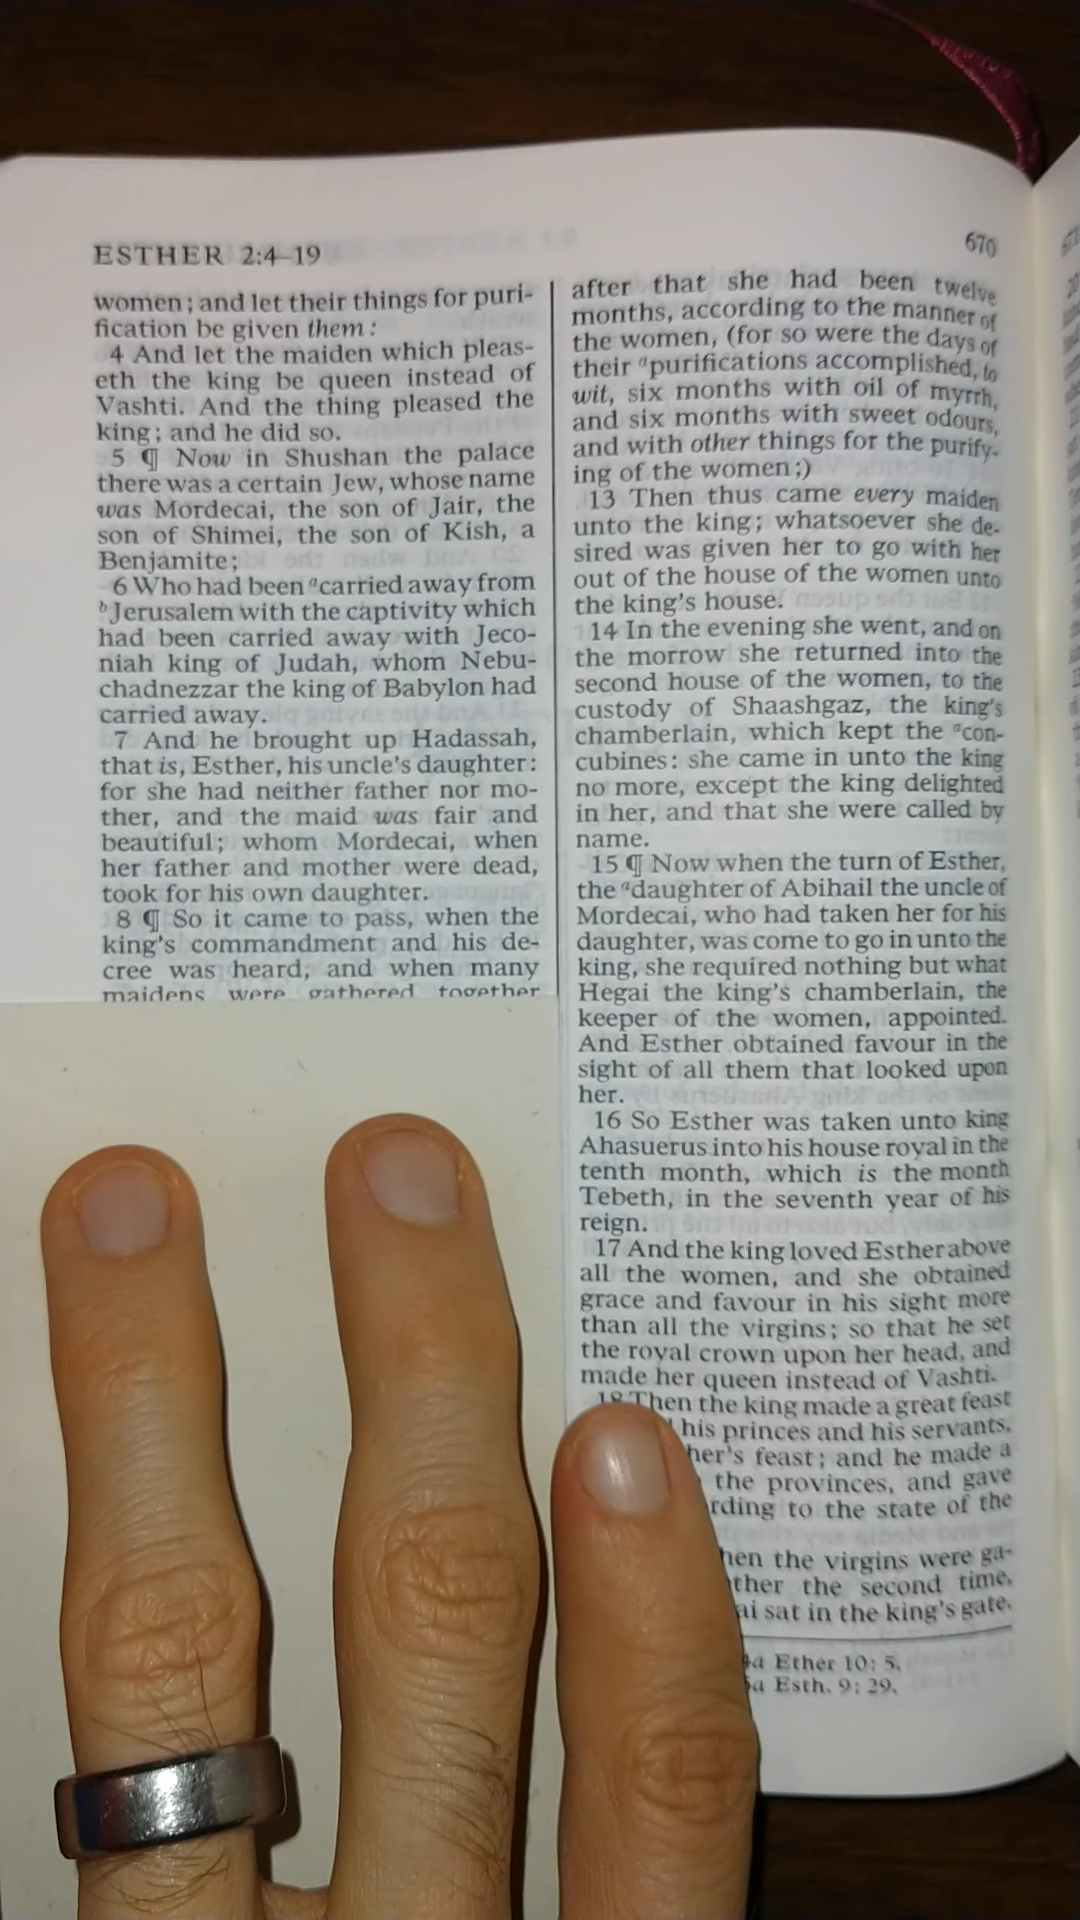 ESTHER 2:4–19
670
women; and let their things for puri-
fication be given them:
4 And let the maiden which pleas-
eth the king be queen instead of
Vashti. And the thing pleased the
king; and he did so.
5 ¶ Now in Shushan the palace
there was a certain Jew, whose name
was Mordecai, the son of Jair, the
son of Shimei, the son of Kish, a
Benjamite;
6 Who had been a carried away from
b Jerusalem with the captivity which
had been carried away with Jeco-
niah king of Judah, whom Nebu-
chadnezzar the king of Babylon had
carried away.
7 And he brought up Hadassah,
that is, Esther, his uncle's daughter:
for she had neither father nor mo-
ther, and the maid was fair and
beautiful; whom Mordecai, when
her father and mother were dead,
took for his own daughter.
8 ¶ So it came to pass, when the
king's commandment and his de-
cree was heard, and when many
maidens were gathered together
after that she had been twelve
months, according to the manner of
the women, (for so were the days of
their a purifications accomplished, to
wit, six months with oil of myrrh,
and six months with sweet odours,
and with other things for the purify-
ing of the women;)
13 Then thus came every maiden
unto the king; whatsoever she de-
sired was given her to go with her
out of the house of the women unto
the king's house.
14 In the evening she went, and on
the morrow she returned into the
second house of the women, to the
custody of Shaashgaz, the king's
chamberlain, which kept the a con-
cubines: she came in unto the king
no more, except the king delighted
in her, and that she were called by
name.
15 ¶ Now when the turn of Esther,
the a daughter of Abihail the uncle of
Mordecai, who had taken her for his
daughter, was come to go in unto the
king, she required nothing but what
Hegai the king's chamberlain, the
keeper of the women, appointed.
And Esther obtained favour in the
sight of all them that looked upon
her.
16 So Esther was taken unto king
Ahasuerus into his house royal in the
tenth month, which is the month
Tebeth, in the seventh year of his
reign.
17 And the king loved Esther above
all the women, and she obtained
grace and favour in his sight more
than all the virgins; so that he set
the royal crown upon her head, and
made her queen instead of Vashti.
18 Then the king made a great feast
his princes and his servants,
her's feast; and he made a
the provinces, and gave
rding to the state of the
hen the virgins were ga-
ther the second time,
ai sat in the king's gate.
a Ether 10: 5.
a Esth. 9: 29.